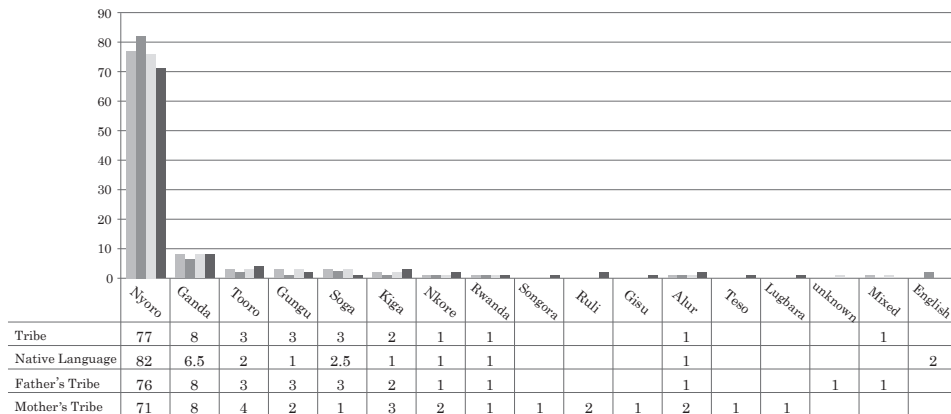 90
80
70
60
50
40
30
20
10
0
Nyoro Ganda Tooro Gungu Soga Kiga Nkore Rwanda Songora Ruli Gisu Alur Teso Lugbara unknown Mixed English
Tribe 77 8 3 3 3 2 1 1 1 1
Native Language 82 6.5 2 1 2.5 1 1 1 1 2
Father's Tribe 76 8 3 3 3 2 1 1 1 1 1
Mother's Tribe 71 8 4 2 1 3 2 1 1 2 1 2 1 1